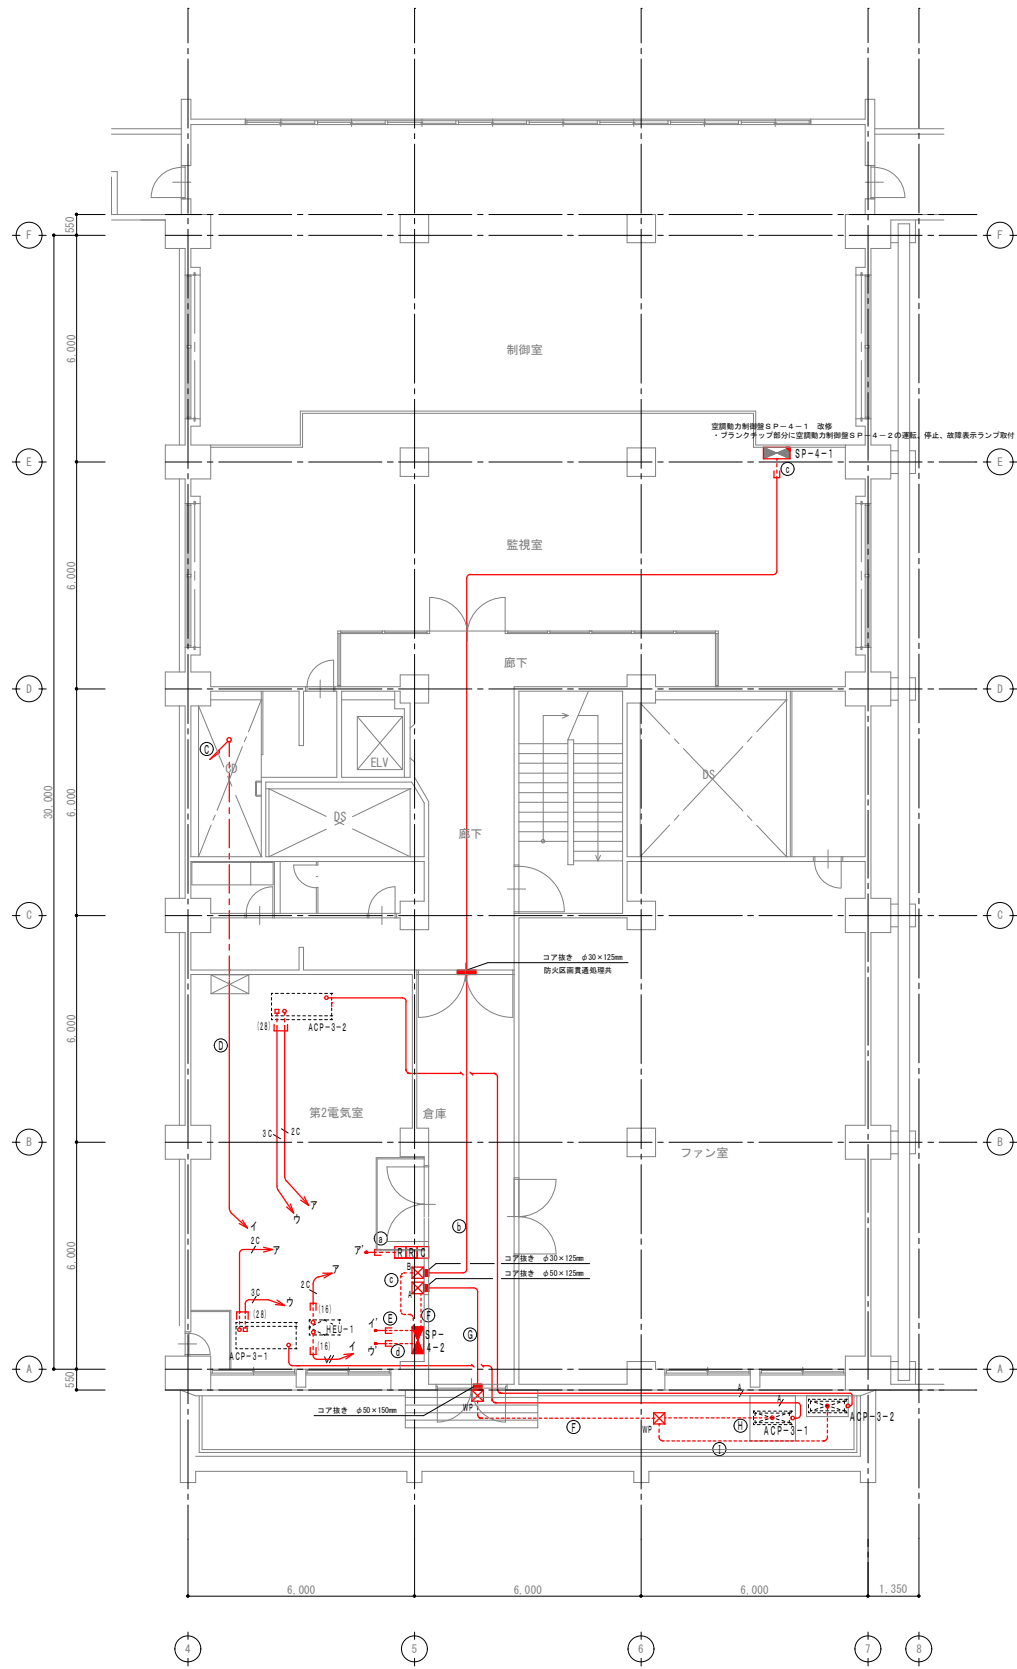 550
F
F
6,000
制御室
空調動力制御盤SP-4-1 改修
・ブランクチップ部分に空調動力制御盤SP-4-2の運転、停止、故障表示ランプ取付
E
SP-4-1
E
c
監視室
6,000
廊下
D
D
C
CD
ELV
DS
DS
30,000
6,000
廊下
C
C
コア抜き φ30×125mm
防火区画貫通処理共
(28)
ACP-3-2
D
6,000
第2電気室
倉庫
3C
2C
B
B
ファン室
ア
ウ
イ
b
a
2C
ア
ア'
R
R
C
コア抜き φ30×125mm
6,000
B
ア
コア抜き φ50×125mm
c
2C
3C
A
ウ
(16)
(28)
HEU-1
E
F
イ'
SP-
4-2
G
ウ'
d
(16)
イ
ACP-3-1
A
A
550
A
A
コア抜き φ50×150mm
WP
F
WP
H
ACP-3-1
ACP-3-2
I
6,000
6,000
6,000
1,350
4
5
6
7
8